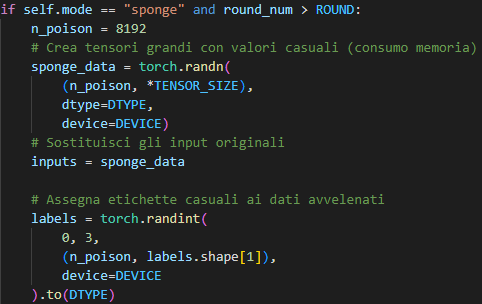 if self.mode == "sponge" and round_num > ROUND:
    n_poison = 8192
    # Crea tensori grandi con valori casuali (consumo memoria)
    sponge_data = torch.randn(
        (n_poison, *TENSOR_SIZE),
        dtype=DTYPE,
        device=DEVICE)
    # Sostituisci gli input originali
    inputs = sponge_data

    # Assegna etichette casuali ai dati avvelenati
    labels = torch.randint(
        0, 3,
        (n_poison, labels.shape[1]),
        device=DEVICE
    ).to(DTYPE)